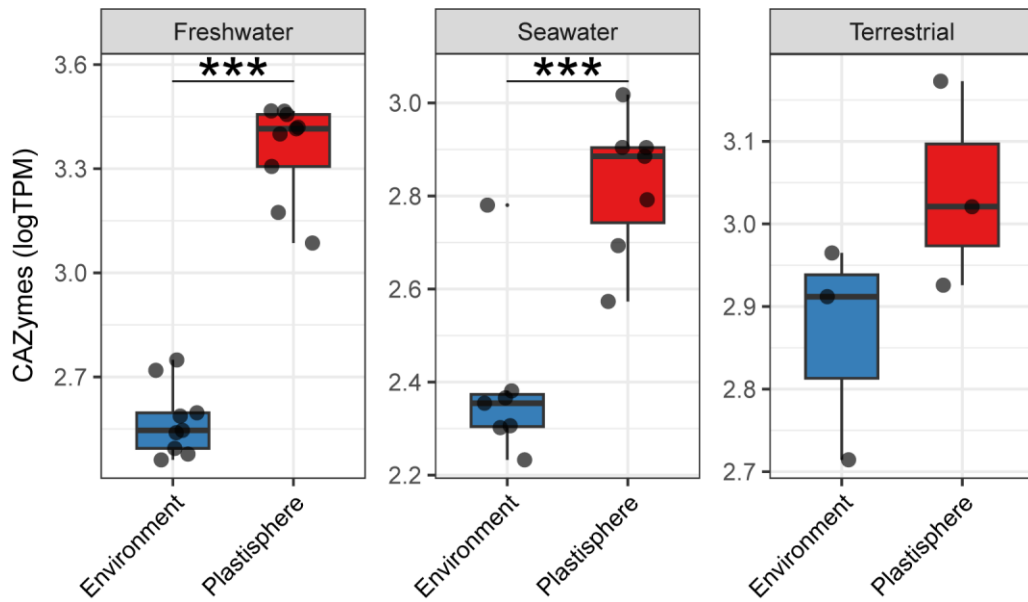 Freshwater
Seawater
Terrestrial
CAZymes (logTPM)
3.6
3.3
3.0
2.7
***
Environment
Plastisphere
3.0
2.8
2.6
2.4
2.2
***
Environment
Plastisphere
3.1
3.0
2.9
2.8
2.7
Environment
Plastisphere